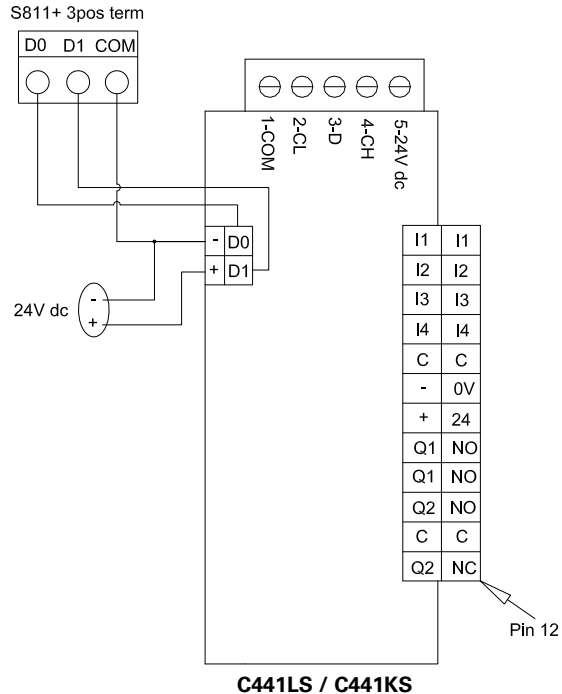 S811+ 3pos term
D0 D1 COM
1-COM
2-CL
3-D
4-CH
5-24V dc
- D0
+ D1
24V dc
-
+
I1 I1
I2 I2
I3 I3
I4 I4
C C
- 0V
+ 24
Q1 NO
Q1 NO
Q2 NO
C C
Q2 NC
Pin 12
C441LS / C441KS